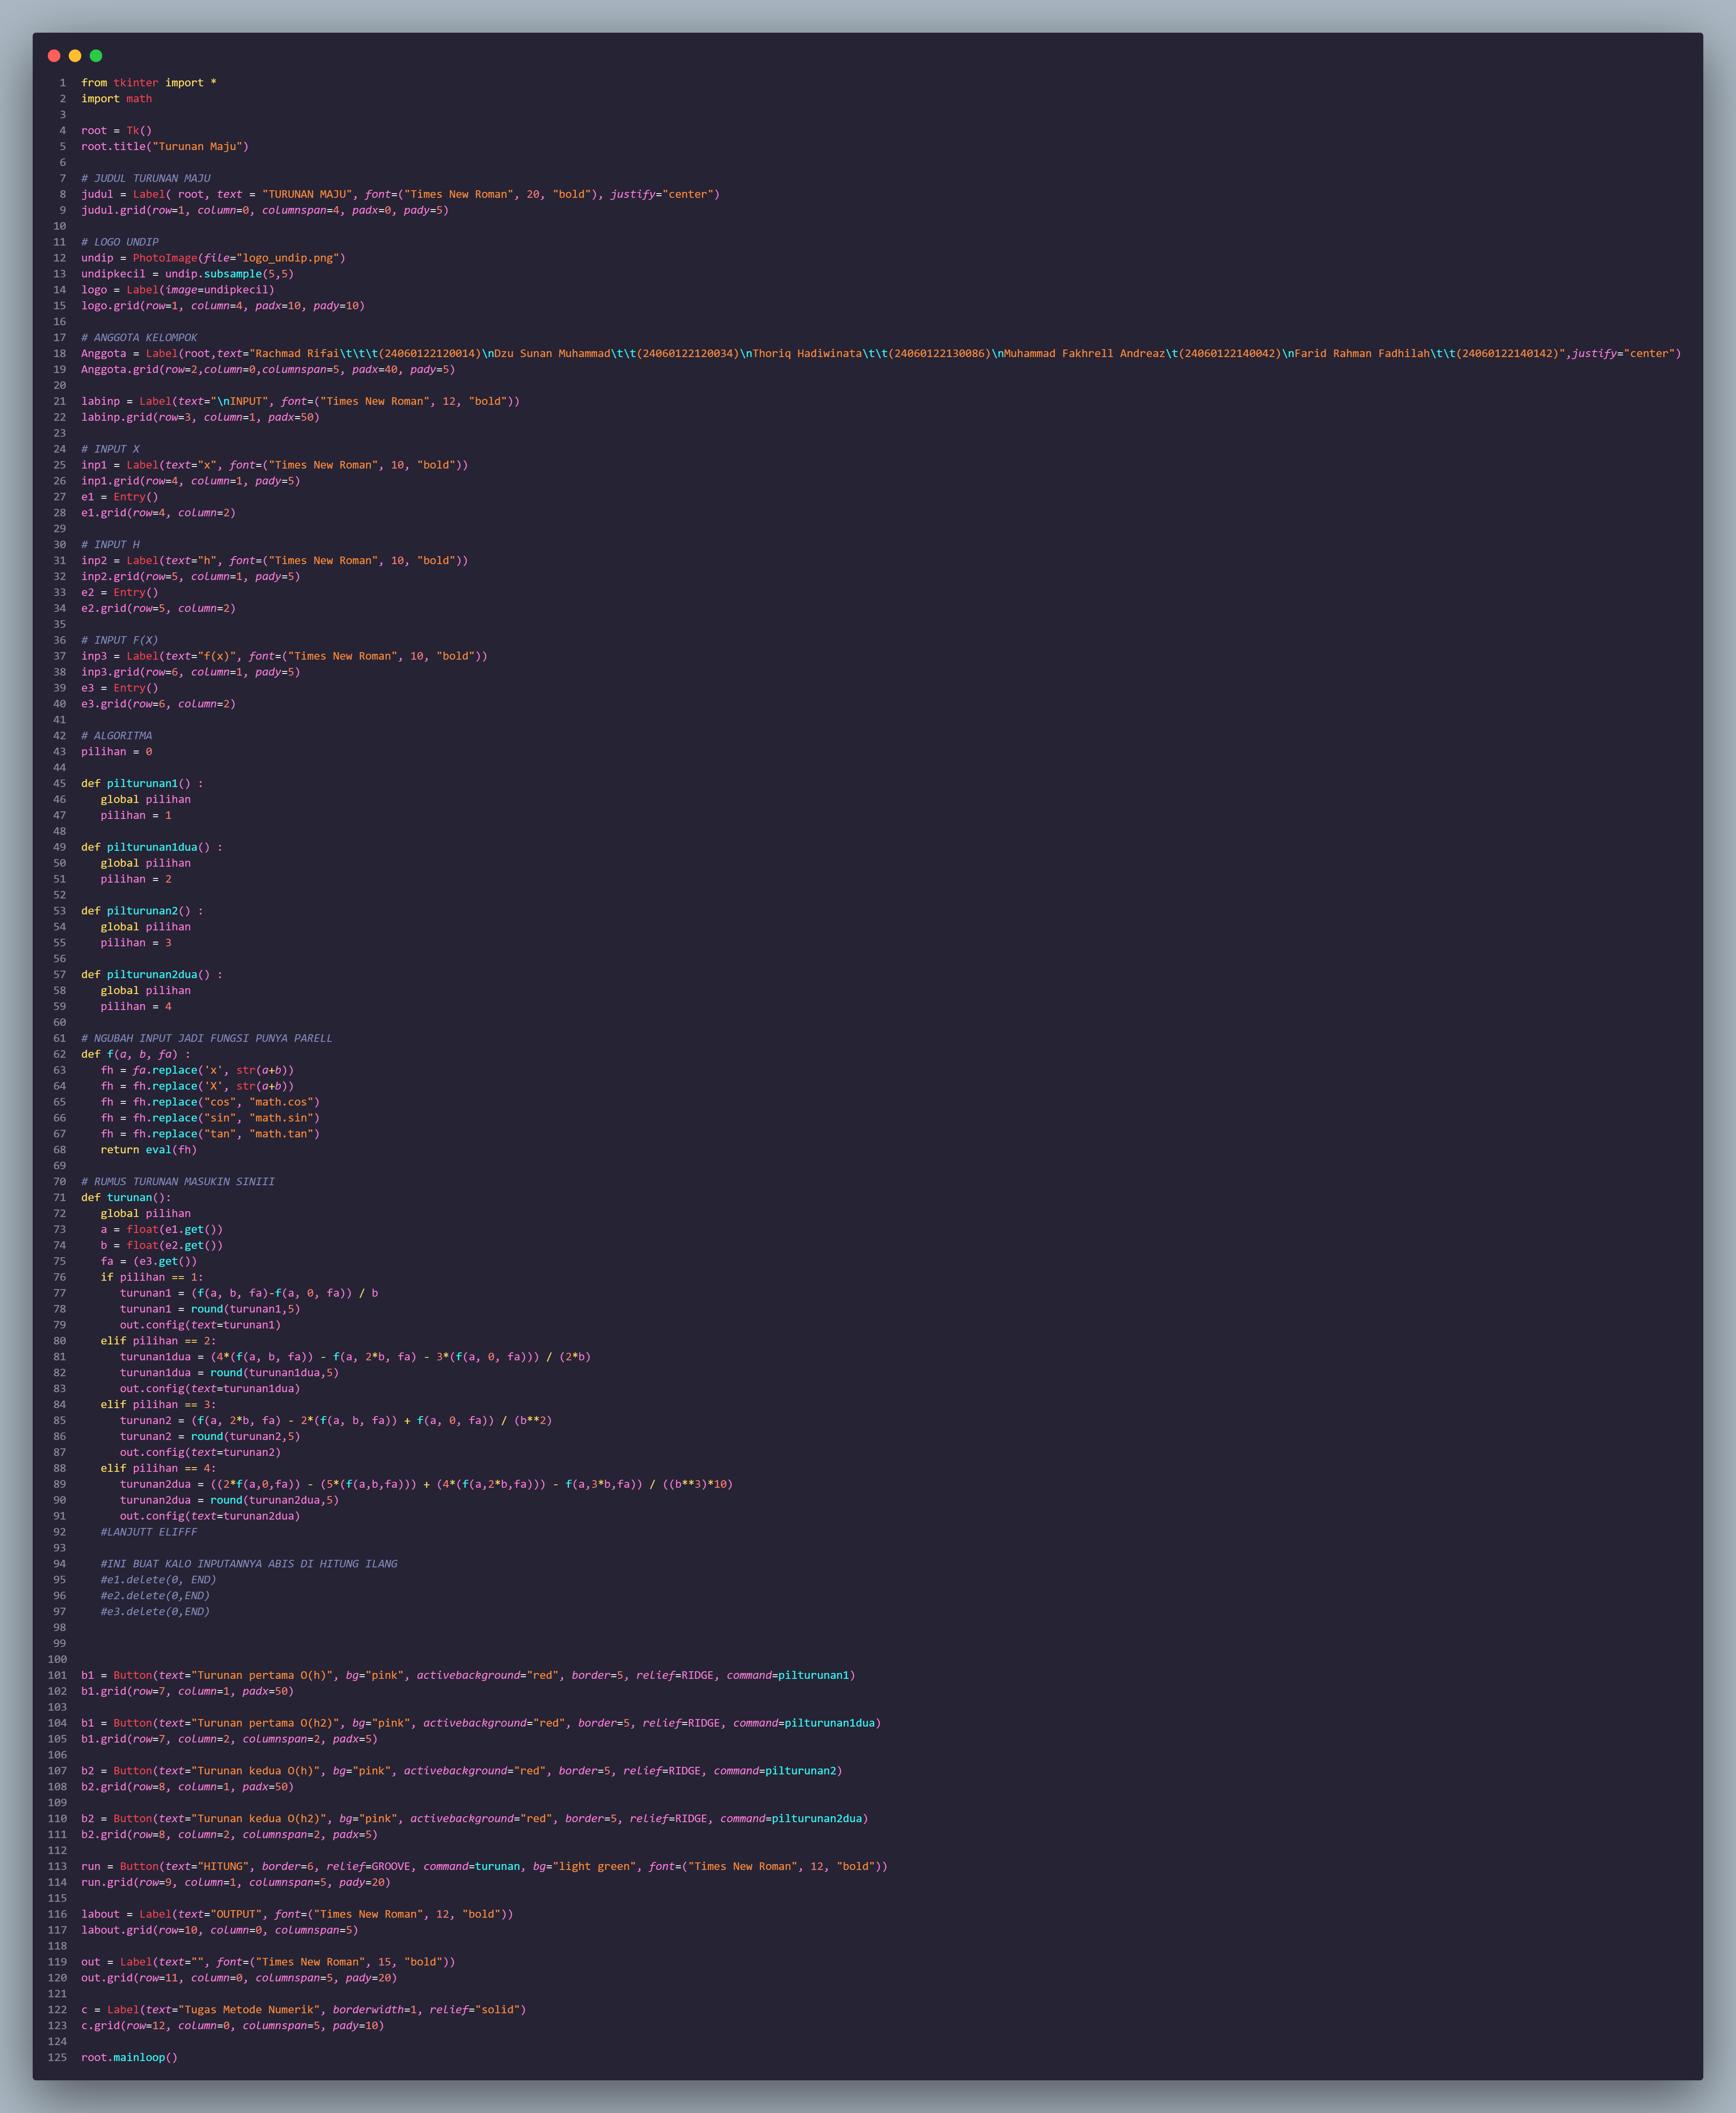 1 from tkinter import *
2 import math
3
4 root = Tk()
5 root.title("Turunan Maju")
6
7 # JUDUL TURUNAN MAJU
8 judul = Label( root, text = "TURUNAN MAJU", font=("Times New Roman", 20, "bold"), justify="center")
9 judul.grid(row=1, column=0, columnspan=4, padx=0, pady=5)
10
11 # LOGO UNDIP
12 undip = PhotoImage(file="logo_undip.png")
13 undipkecil = undip.subsample(5,5)
14 logo = Label(image=undipkecil)
15 logo.grid(row=1, column=4, padx=10, pady=10)
16
17 # ANGGOTA KELOMPOK
18 Anggota = Label(root,text="Rachmad Rifai\t\t\t(24060122120014)\nDzu Sunan Muhammad\t\t(24060122120034)\nThoriq Hadiwinata\t\t(24060122130086)\nMuhammad Fakhrell Andreaz\t(24060122140042)\nFarid Rahman Fadhilah\t\t(24060122140142)",justify="center")
19 Anggota.grid(row=2,column=0,columnspan=5, padx=40, pady=5)
20
21 labinp = Label(text="\nINPUT", font=("Times New Roman", 12, "bold"))
22 labinp.grid(row=3, column=1, padx=50)
23
24 # INPUT X
25 inp1 = Label(text="x", font=("Times New Roman", 10, "bold"))
26 inp1.grid(row=4, column=1, pady=5)
27 e1 = Entry()
28 e1.grid(row=4, column=2)
29
30 # INPUT H
31 inp2 = Label(text="h", font=("Times New Roman", 10, "bold"))
32 inp2.grid(row=5, column=1, pady=5)
33 e2 = Entry()
34 e2.grid(row=5, column=2)
35
36 # INPUT F(X)
37 inp3 = Label(text="f(x)", font=("Times New Roman", 10, "bold"))
38 inp3.grid(row=6, column=1, pady=5)
39 e3 = Entry()
40 e3.grid(row=6, column=2)
41
42 # ALGORITMA
43 pilihan = 0
44
45 def pilturunan1() :
46    global pilihan
47    pilihan = 1
48
49 def pilturunan1dua() :
50    global pilihan
51    pilihan = 2
52
53 def pilturunan2() :
54    global pilihan
55    pilihan = 3
56
57 def pilturunan2dua() :
58    global pilihan
59    pilihan = 4
60
61 # NGUBAH INPUT JADI FUNGSI PUNYA PARELL
62 def f(a, b, fa) :
63    fh = fa.replace('x', str(a+b))
64    fh = fh.replace('X', str(a+b))
65    fh = fh.replace("cos", "math.cos")
66    fh = fh.replace("sin", "math.sin")
67    fh = fh.replace("tan", "math.tan")
68    return eval(fh)
69
70 # RUMUS TURUNAN MASUKIN SINIII
71 def turunan():
72    global pilihan
73    a = float(e1.get())
74    b = float(e2.get())
75    fa = (e3.get())
76    if pilihan == 1:
77       turunan1 = (f(a, b, fa)-f(a, 0, fa)) / b
78       turunan1 = round(turunan1,5)
79       out.config(text=turunan1)
80    elif pilihan == 2:
81       turunan1dua = (4*(f(a, b, fa)) - f(a, 2*b, fa) - 3*(f(a, 0, fa))) / (2*b)
82       turunan1dua = round(turunan1dua,5)
83       out.config(text=turunan1dua)
84    elif pilihan == 3:
85       turunan2 = (f(a, 2*b, fa) - 2*(f(a, b, fa)) + f(a, 0, fa)) / (b**2)
86       turunan2 = round(turunan2,5)
87       out.config(text=turunan2)
88    elif pilihan == 4:
89       turunan2dua = ((2*f(a,0,fa)) - (5*(f(a,b,fa))) + (4*(f(a,2*b,fa))) - f(a,3*b,fa)) / ((b**3)*10)
90       turunan2dua = round(turunan2dua,5)
91       out.config(text=turunan2dua)
92    #LANJUTT ELIFFF
93
94    #INI BUAT KALO INPUTANNYA ABIS DI HITUNG ILANG
95    #e1.delete(0, END)
96    #e2.delete(0,END)
97    #e3.delete(0,END)
98
99
100
101 b1 = Button(text="Turunan pertama O(h)", bg="pink", activebackground="red", border=5, relief=RIDGE, command=pilturunan1)
102 b1.grid(row=7, column=1, padx=50)
103
104 b1 = Button(text="Turunan pertama O(h2)", bg="pink", activebackground="red", border=5, relief=RIDGE, command=pilturunan1dua)
105 b1.grid(row=7, column=2, columnspan=2, padx=5)
106
107 b2 = Button(text="Turunan kedua O(h)", bg="pink", activebackground="red", border=5, relief=RIDGE, command=pilturunan2)
108 b2.grid(row=8, column=1, padx=50)
109
110 b2 = Button(text="Turunan kedua O(h2)", bg="pink", activebackground="red", border=5, relief=RIDGE, command=pilturunan2dua)
111 b2.grid(row=8, column=2, columnspan=2, padx=5)
112
113 run = Button(text="HITUNG", border=6, relief=GROOVE, command=turunan, bg="light green", font=("Times New Roman", 12, "bold"))
114 run.grid(row=9, column=1, columnspan=5, pady=20)
115
116 labout = Label(text="OUTPUT", font=("Times New Roman", 12, "bold"))
117 labout.grid(row=10, column=0, columnspan=5)
118
119 out = Label(text="", font=("Times New Roman", 15, "bold"))
120 out.grid(row=11, column=0, columnspan=5, pady=20)
121
122 c = Label(text="Tugas Metode Numerik", borderwidth=1, relief="solid")
123 c.grid(row=12, column=0, columnspan=5, pady=10)
124
125 root.mainloop()